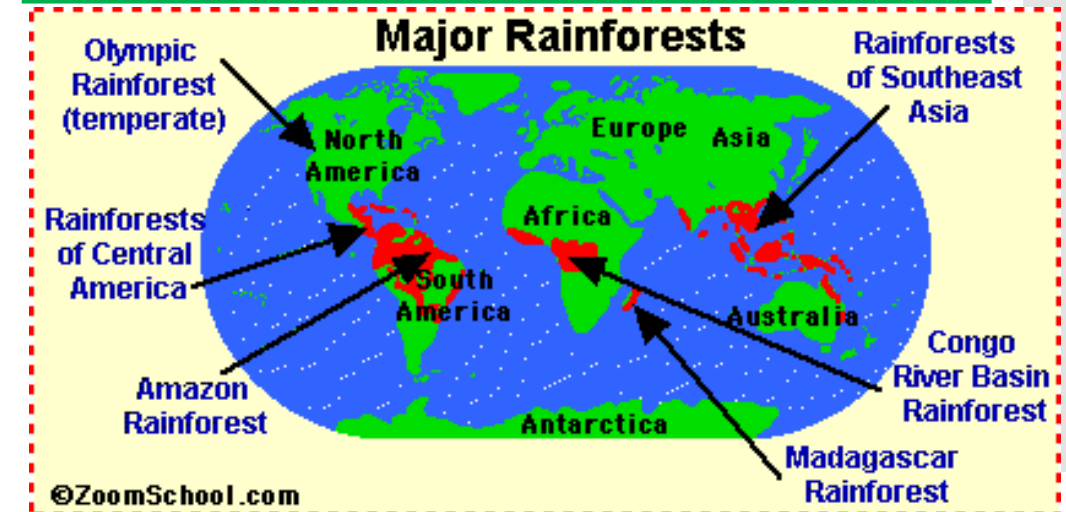 Major Rainforests
Olympic
Rainforest
(temperate)
Rainforests
of Southeast
Asia
North
America
Europe
Asia
Rainforests
of Central
America
Africa
South
America
Australia
Congo
River Basin
Rainforest
Amazon
Rainforest
Antarctica
Madagascar
Rainforest
©ZoomSchool.com